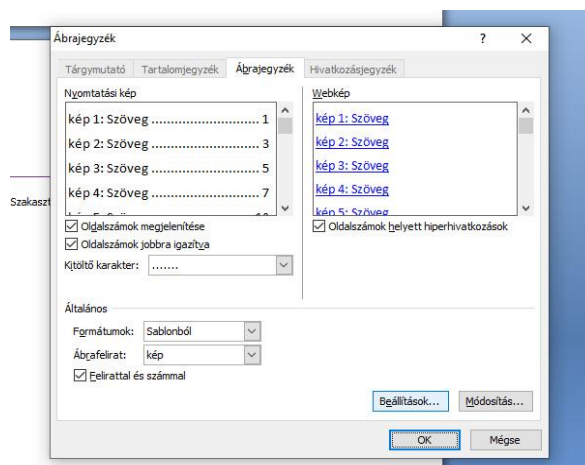 Ábrajegyzék ? X
Tárgymutató Tartalomjegyzék Ábrajegyzék Hivatkozásjegyzék
Nyomtatási kép
kép 1: Szöveg .......................... 1
kép 2: Szöveg .......................... 3
kép 3: Szöveg .......................... 5
kép 4: Szöveg .......................... 7
Webkép
kép 1: Szöveg
kép 2: Szöveg
kép 3: Szöveg
kép 4: Szöveg
kép 5: Szöveg
Szakaszt
Oldalszámok megjelenítése
Oldalszámok jobbra igazítva
Kitöltő karakter: .......
Oldalszámok helyett hiperhivatkozások
Általános
Formátumok: Sablonból
Ábrafelirat: kép
Felirattal és számmal
Beállítások... Módosítás...
OK Mégse